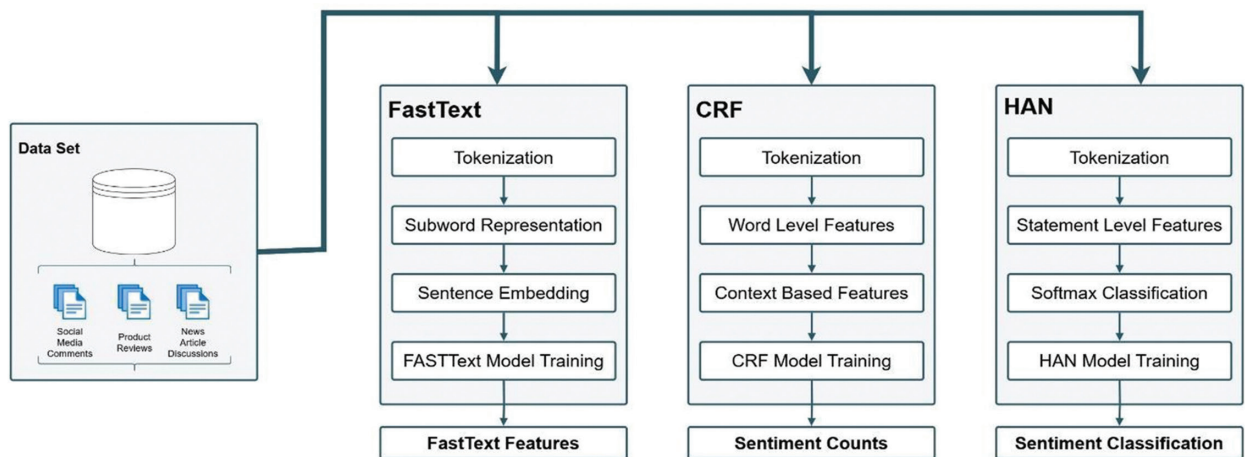 Data Set
Social
Media
Comments
Product
Reviews
News
Article
Discussions
FastText
Tokenization
Subword Representation
Sentence Embedding
FASTText Model Training
FastText Features
CRF
Tokenization
Word Level Features
Context Based Features
CRF Model Training
Sentiment Counts
HAN
Tokenization
Statement Level Features
Softmax Classification
HAN Model Training
Sentiment Classification